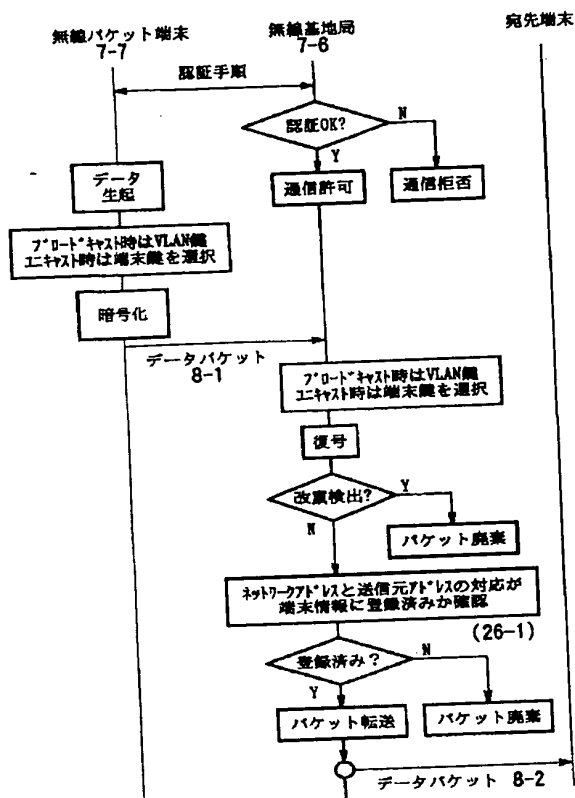 無線パケット端末
7-7
無線基地局
7-6
宛先端末
認証手順
認証OK?
N
Y
データ
生起
通信許可
通信拒否
ブロードキャスト時はVLAN鍵
ユニキャスト時は端末鍵を選択
暗号化
データパケット
8-1
ブロードキャスト時はVLAN鍵
ユニキャスト時は端末鍵を選択
復号
改竄検出?
Y
N
パケット廃棄
ネットワークアドレスと送信元アドレスの対応が
端末情報に登録済みか確認
(26-1)
登録済み?
N
Y
パケット転送
パケット廃棄
データパケット 8-2